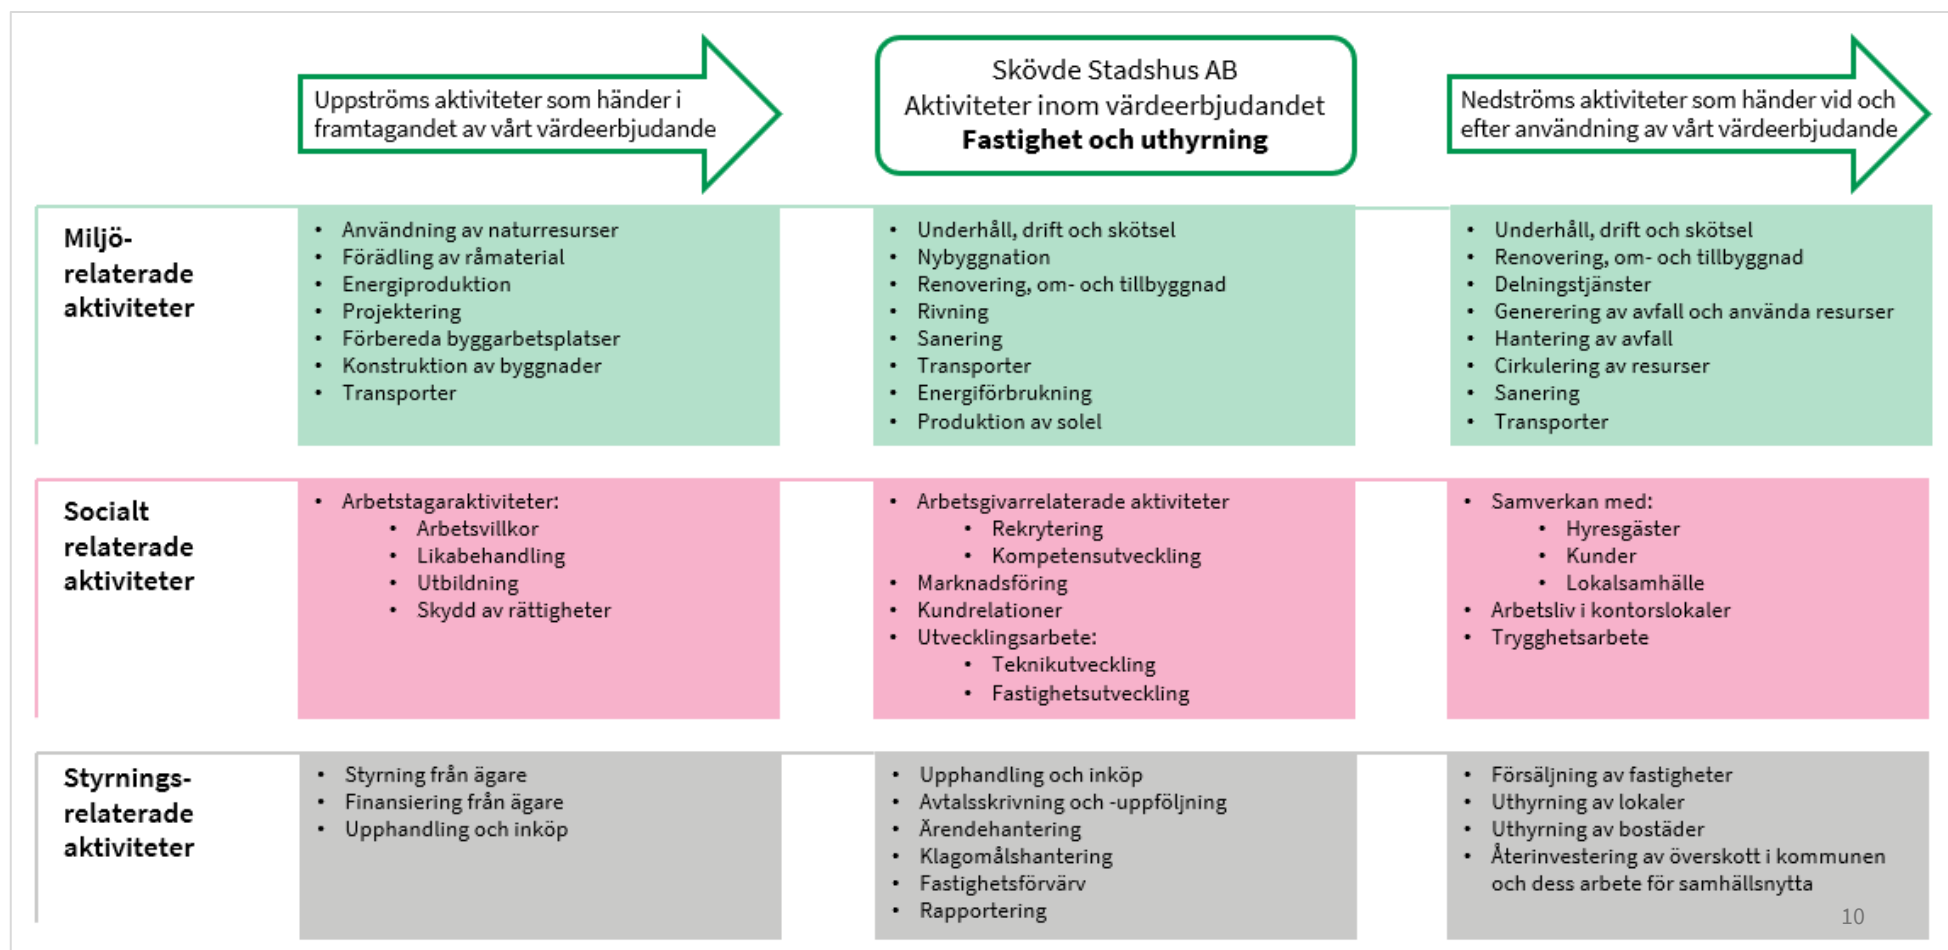 Uppströms aktiviteter som händer i
framtagandet av vårt värdeerbjudande
Skövde Stadshus AB
Aktiviteter inom värdeerbjudandet
Fastighet och uthyrning
Nedströms aktiviteter som händer vid och
efter användning av vårt värdeerbjudande
Miljö-
relaterade
aktiviteter
• Användning av naturresurser
• Förädling av råmaterial
• Energiproduktion
• Projektering
• Förbereda byggarbetsplatser
• Konstruktion av byggnader
• Transporter
• Underhåll, drift och skötsel
• Nybyggnation
• Renovering, om- och tillbyggnad
• Rivning
• Sanering
• Transporter
• Energiförbrukning
• Produktion av solel
• Underhåll, drift och skötsel
• Renovering, om- och tillbyggnad
• Delningstjänster
• Generering av avfall och använda resurser
• Hantering av avfall
• Cirkulering av resurser
• Sanering
• Transporter
Socialt
relaterade
aktiviteter
• Arbetstagaraktiviteter:
• Arbetsvillkor
• Likabehandling
• Utbildning
• Skydd av rättigheter
• Arbetsgivarrelaterade aktiviteter
• Rekrytering
• Kompetensutveckling
• Marknadsföring
• Kundrelationer
• Utvecklingsarbete:
• Teknikutveckling
• Fastighetsutveckling
• Samverkan med:
• Hyresgäster
• Kunder
• Lokalsamhälle
• Arbetsliv i kontorslokaler
• Trygghetsarbete
Styrnings-
relaterade
aktiviteter
• Styrning från ägare
• Finansiering från ägare
• Upphandling och inköp
• Upphandling och inköp
• Avtalsskrivning och -uppföljning
• Ärendehantering
• Klagomålshantering
• Fastighetsförvärv
• Rapportering
• Försäljning av fastigheter
• Uthyrning av lokaler
• Uthyrning av bostäder
• Återinvestering av överskott i kommunen
och dess arbete för samhällsnytta
10